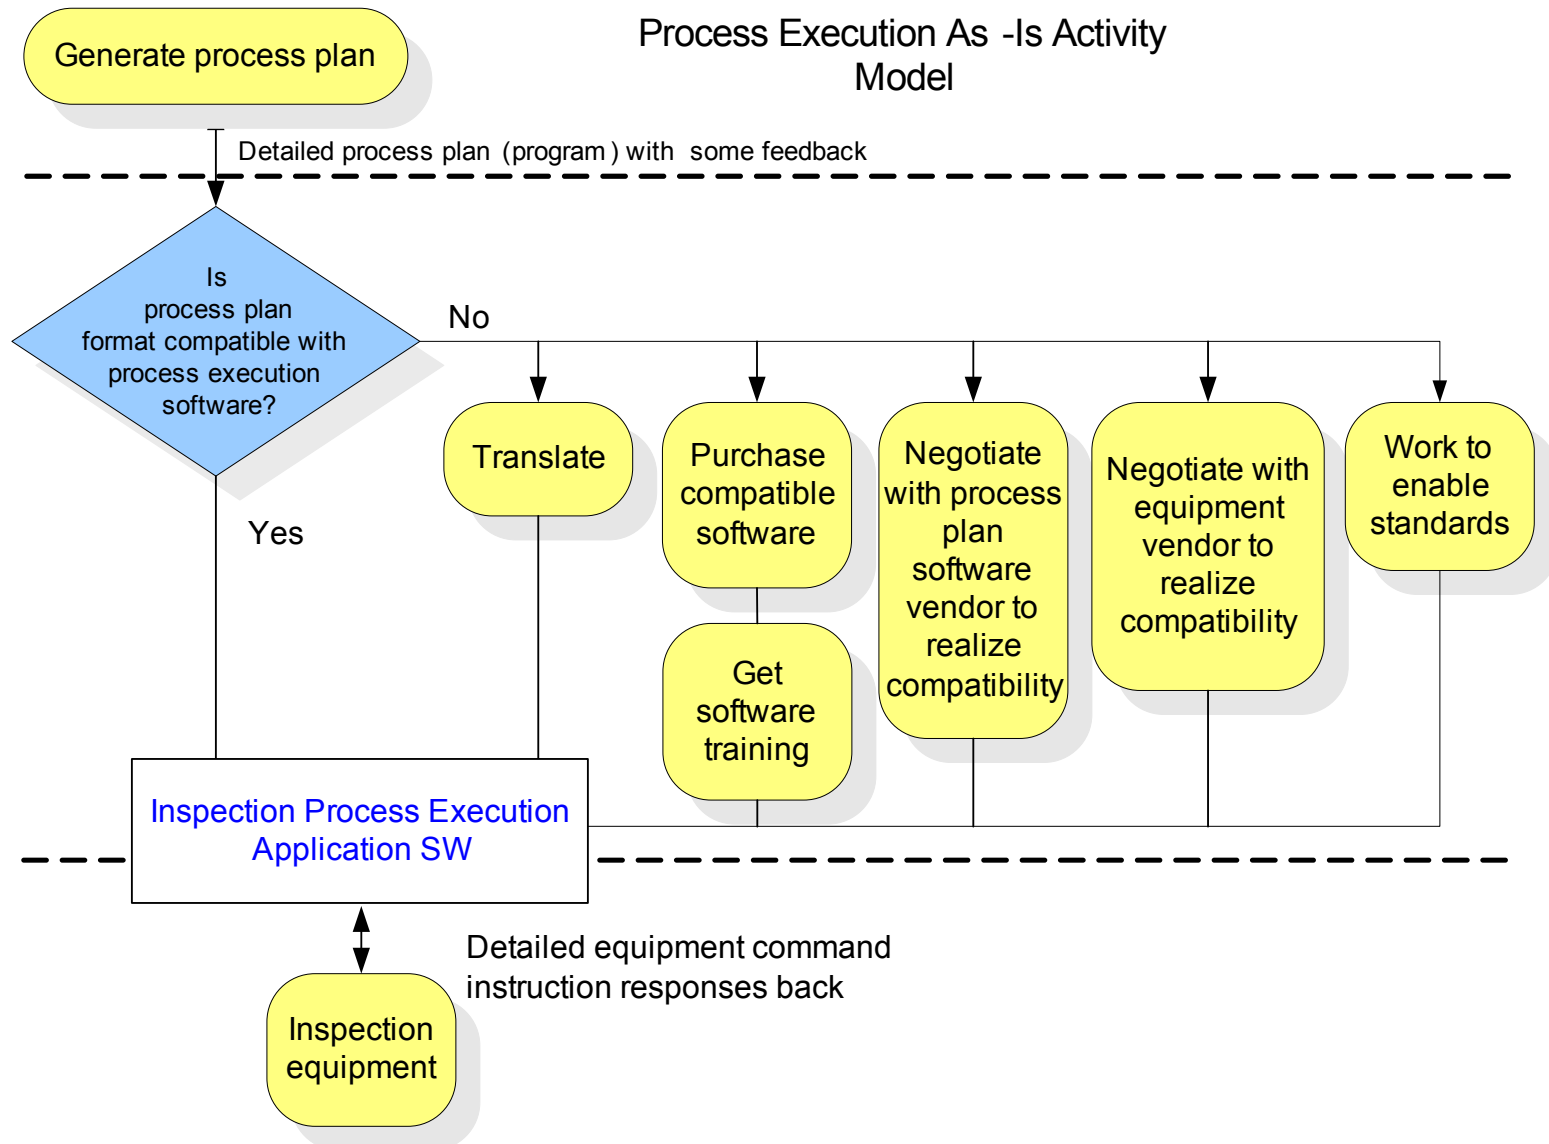 Process Execution As -Is Activity
Model
Generate process plan
Detailed process plan (program) with some feedback
Is
process plan
format compatible with
process execution
software?
No
Yes
Translate
Purchase
compatible
software
Get
software
training
Negotiate
with process
plan
software
vendor to
realize
compatibility
Negotiate with
equipment
vendor to
realize
compatibility
Work to
enable
standards
Inspection Process Execution
Application SW
Detailed equipment command
instruction responses back
Inspection
equipment